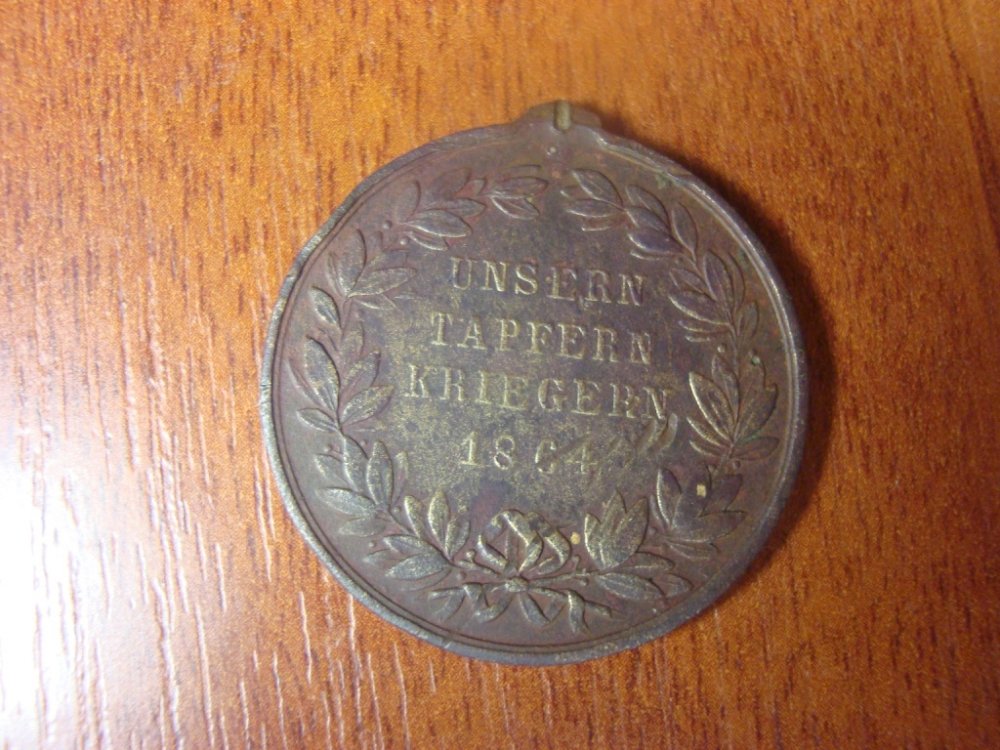 UNSERN
TAPFERN
KRIEGERN
1864